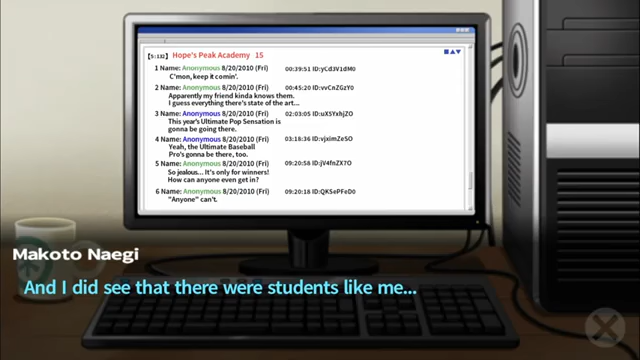 【5:132】 Hope's Peak Academy 15
1 Name: Anonymous 8/20/2010 (Fri) 00:39:51 ID:yCdJV1dM0
C'mon, keep it comin'.
2 Name: Anonymous 8/20/2010 (Fri) 00:45:20 ID:vvCnZGzY0
Apparently my friend kinda knows them.
I guess everything there's state of the art...
3 Name: Anonymous 8/20/2010 (Fri) 02:03:05 ID:uXSYxhjZO
This year's Ultimate Pop Sensation is
gonna be going there.
4 Name: Anonymous 8/20/2010 (Fri) 03:18:36 ID:vjximZeSO
Yeah, the Ultimate Baseball
Pro's gonna be there, too.
5 Name: Anonymous 8/20/2010 (Fri) 09:20:58 ID:jV4fnZX7O
So jealous... It's only for winners!
How can anyone even get in?
6 Name: Anonymous 8/20/2010 (Fri) 09:20:18 ID:QKSePFeD0
"Anyone" can't.
Makoto Naegi
And I did see that there were students like me...